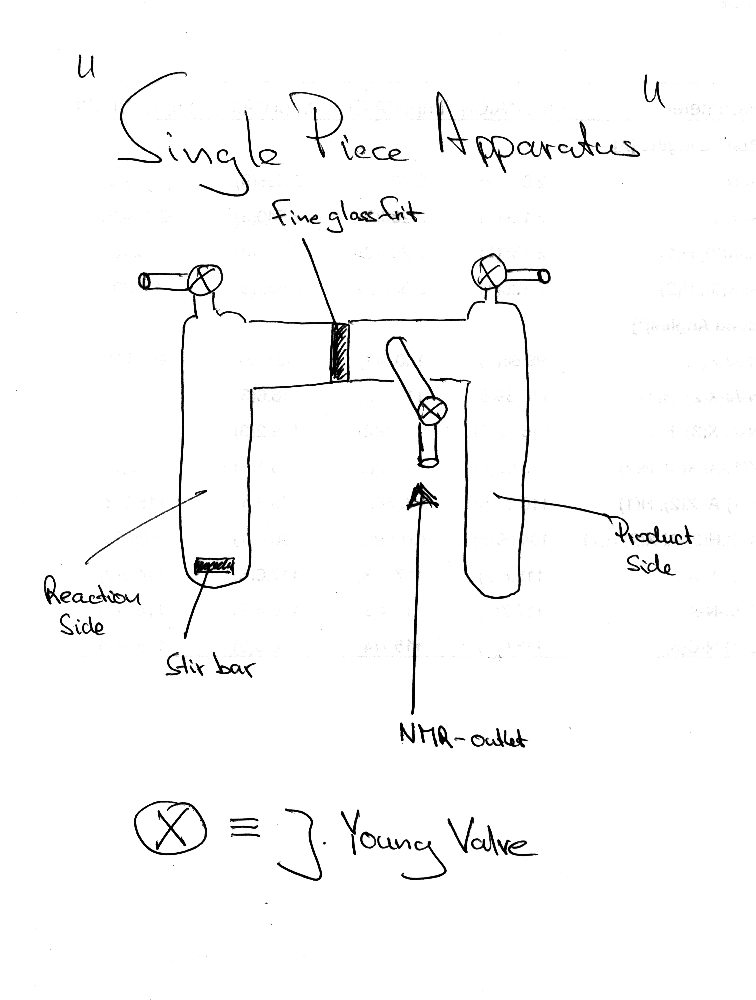 "Single Piece Apparatus"
Fine glass frit
Product
Side
Reaction
Side
Stir bar
NMR-outlet
⊗ ≡ J. Young Valve